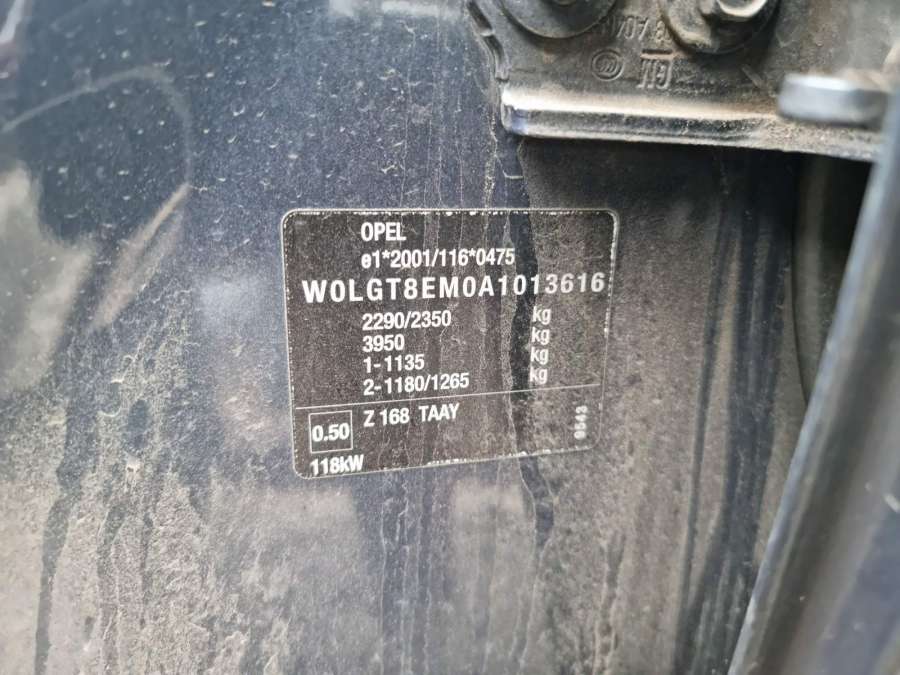 GM
OPEL
e1*2001/116*0475
W0LGT8EM0A1013616
2290/2350 kg
3950 kg
1-1135 kg
2-1180/1265 kg
0.50 Z 168 TAAY
9543
118kW